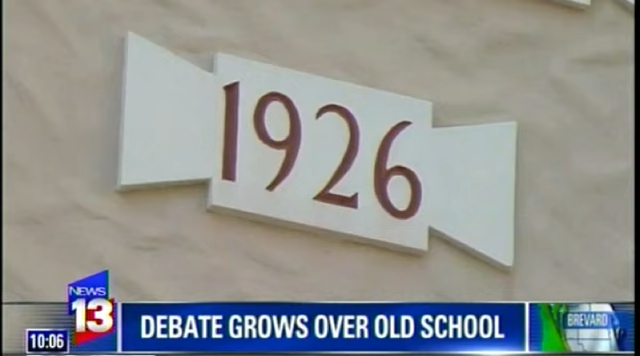 1926
NEWS
13
10:06
DEBATE GROWS OVER OLD SCHOOL
BREVARD